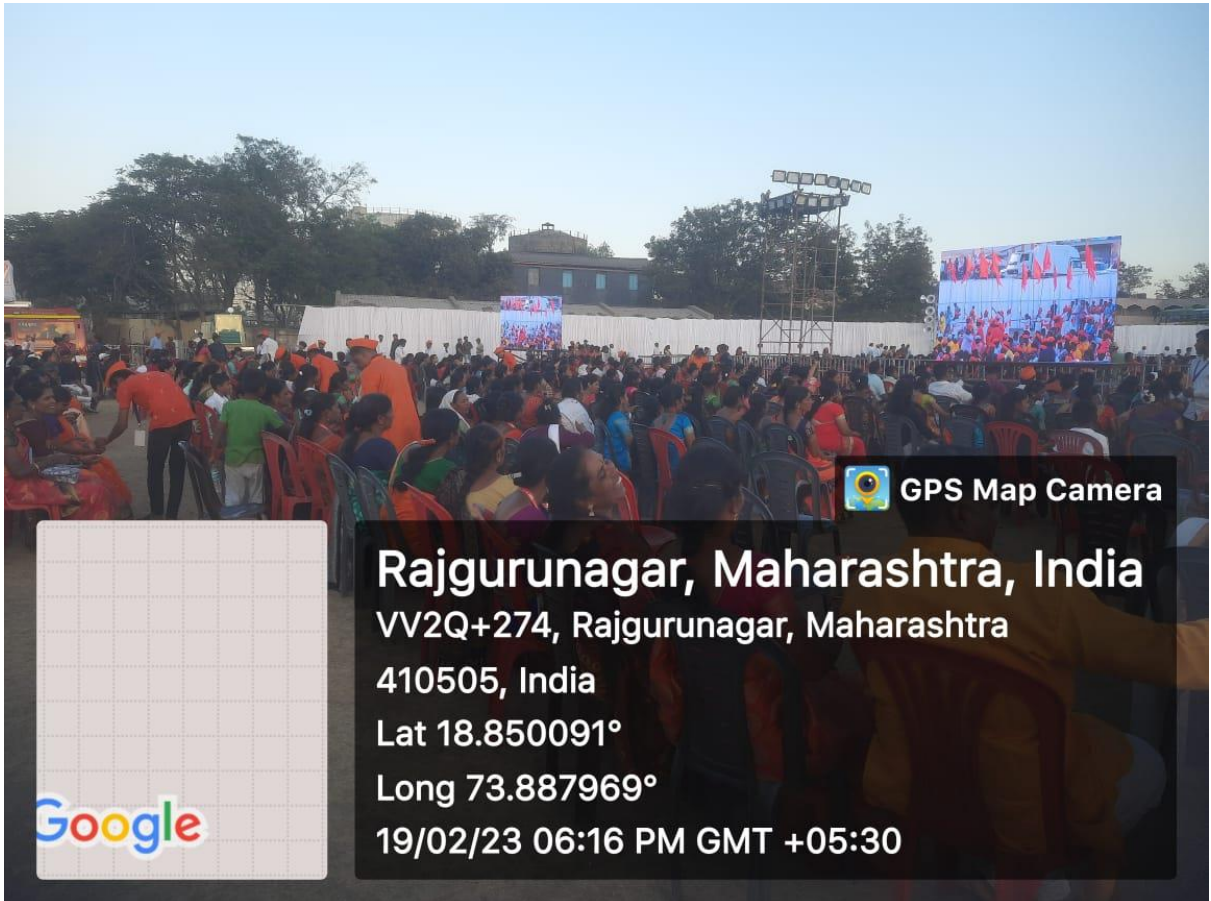 GPS Map Camera
Rajgurunagar, Maharashtra, India
VV2Q+274, Rajgurunagar, Maharashtra
410505, India
Lat 18.850091°
Long 73.887969°
19/02/23 06:16 PM GMT +05:30
Google